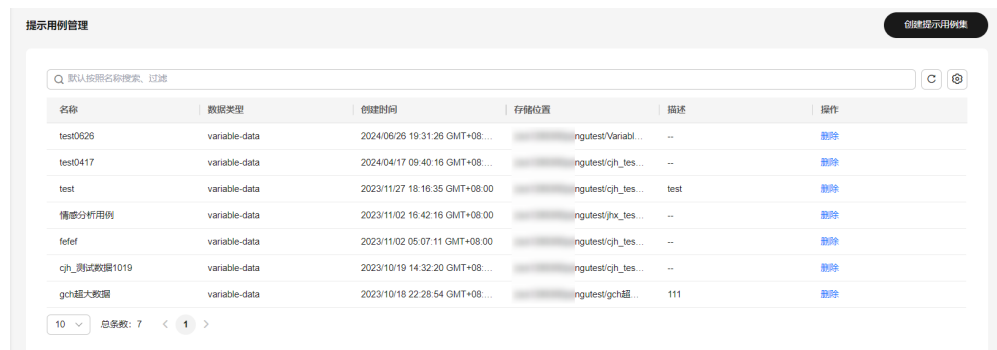 提示用例管理 创建提示用例集
默认按照名称搜索、过滤
名称 数据类型 创建时间 存储位置 描述 操作
test0626 variable-data 2024/06/26 19:31:26 GMT+08:... ngutest/Variabl... -- 删除
test0417 variable-data 2024/04/17 09:40:16 GMT+08:... ngutest/cjh_tes... -- 删除
test variable-data 2023/11/27 18:16:35 GMT+08:00 ngutest/cjh_tes... test 删除
情感分析用例 variable-data 2023/11/02 16:42:16 GMT+08:00 ngutest/jhx_tes... -- 删除
fefef variable-data 2023/11/02 05:07:11 GMT+08:00 ngutest/cjh_tes... -- 删除
cjh_测试数据1019 variable-data 2023/10/19 14:32:20 GMT+08:... ngutest/cjh_tes... -- 删除
gch超大数据 variable-data 2023/10/18 22:28:54 GMT+08:... ngutest/gch超... 111 删除
10 总条数: 7 < 1 >